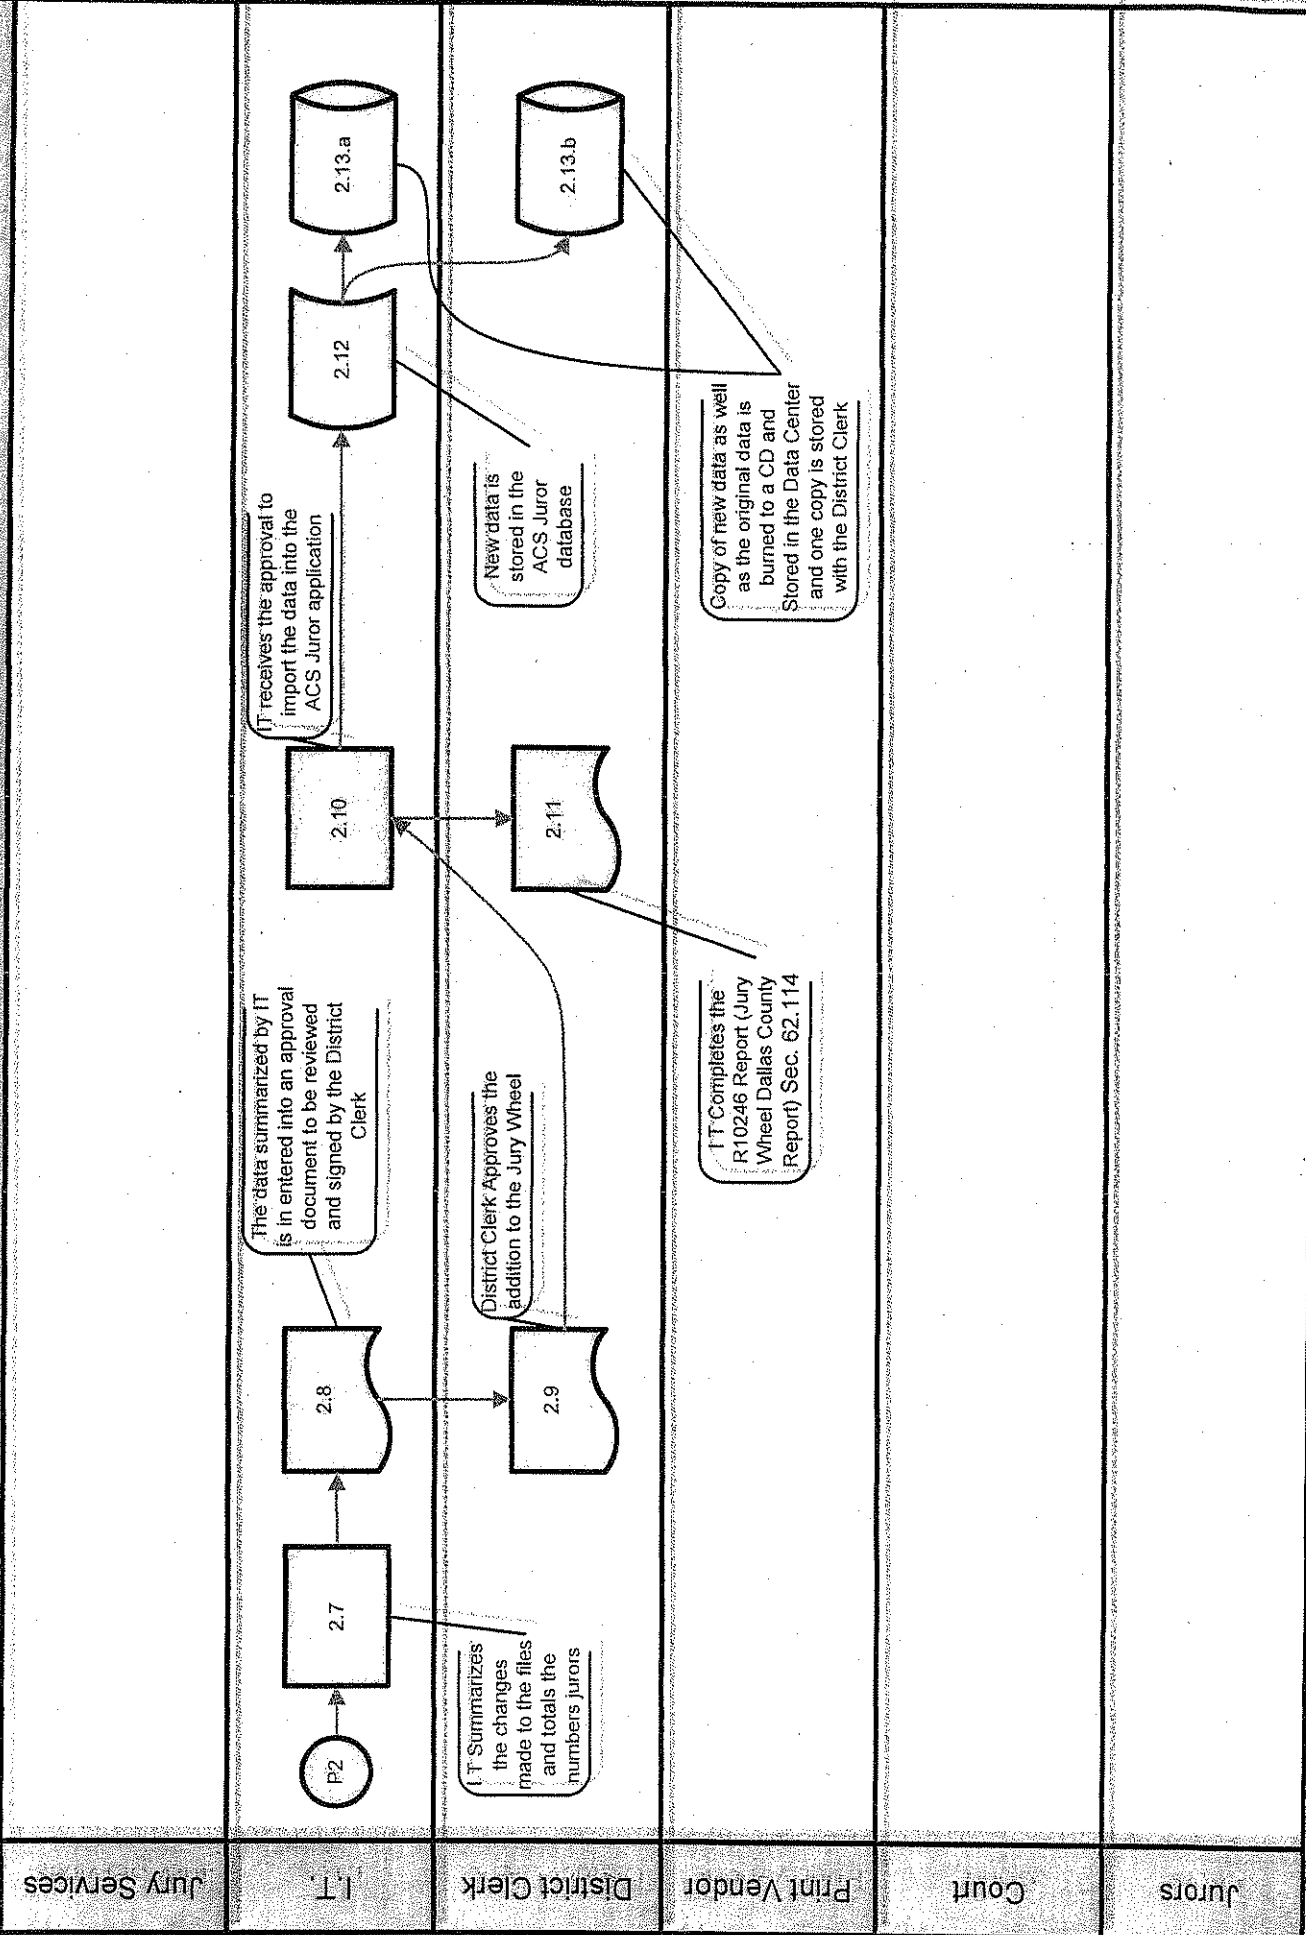 Jury Services
I.T.
District Clerk
Print Vendor
Court
Jurors
P2
2.7
I.T Summarizes
the changes
made to the files
and totals the
numbers jurors
2.8
The data summarized by IT
is in entered into an approval
document to be reviewed
and signed by the District
Clerk
2.9
District Clerk Approves the
addition to the Jury Wheel
2.10
IT receives the approval to
import the data into the
ACS Juror application
2.11
I.T Completes the
R10246 Report (Jury
Wheel Dallas County
Report) Sec. 62.114
2.12
New data is
stored in the
ACS Juror
database
2.13.a
2.13.b
Copy of new data as well
as the original data is
burned to a CD and
Stored in the Data Center
and one copy is stored
with the District Clerk